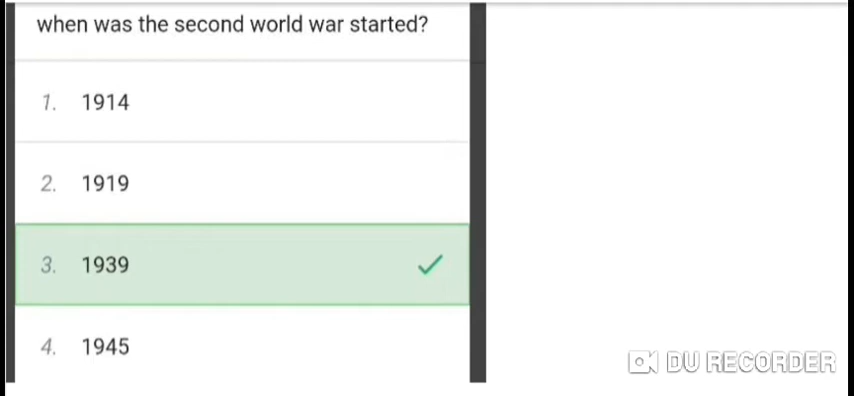 when was the second world war started?
1. 1914
2. 1919
3. 1939
4. 1945
DU RECORDER